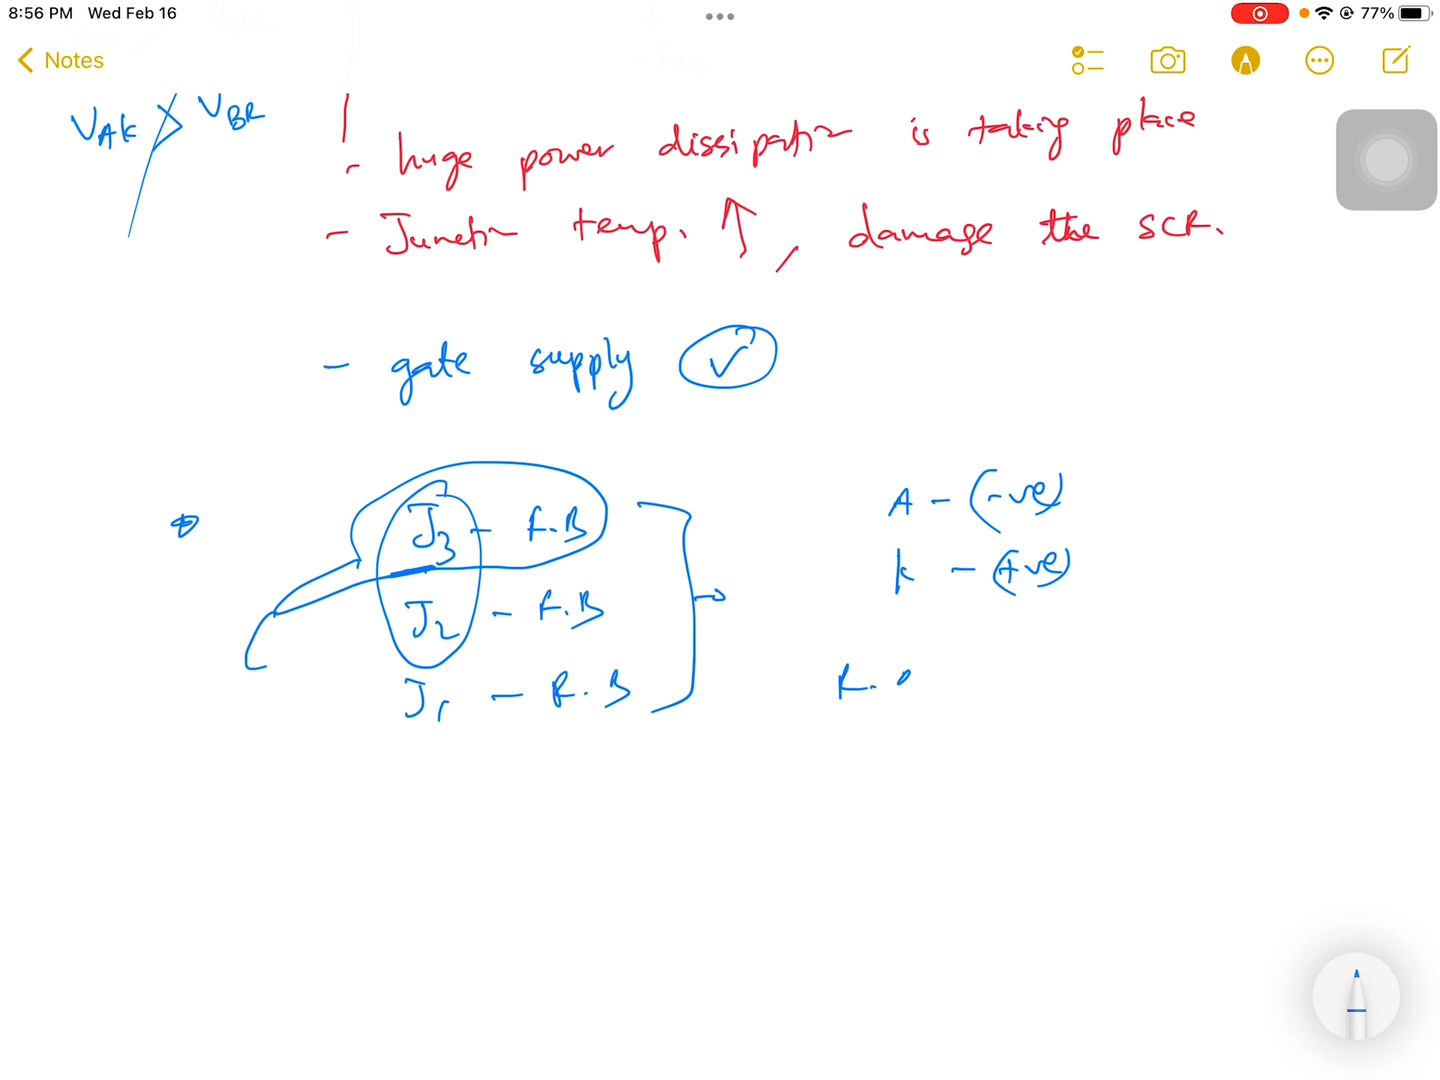 8:56 PM Wed Feb 16
77%
Notes
VAK > VBR
- huge power dissipation is taking place
- Junction temp. ↑, damage the SCR.
- gate supply ✓
J3 - F.B
J2 - F.B
J1 - R.B
A - (-ve)
K - (+ve)
R.